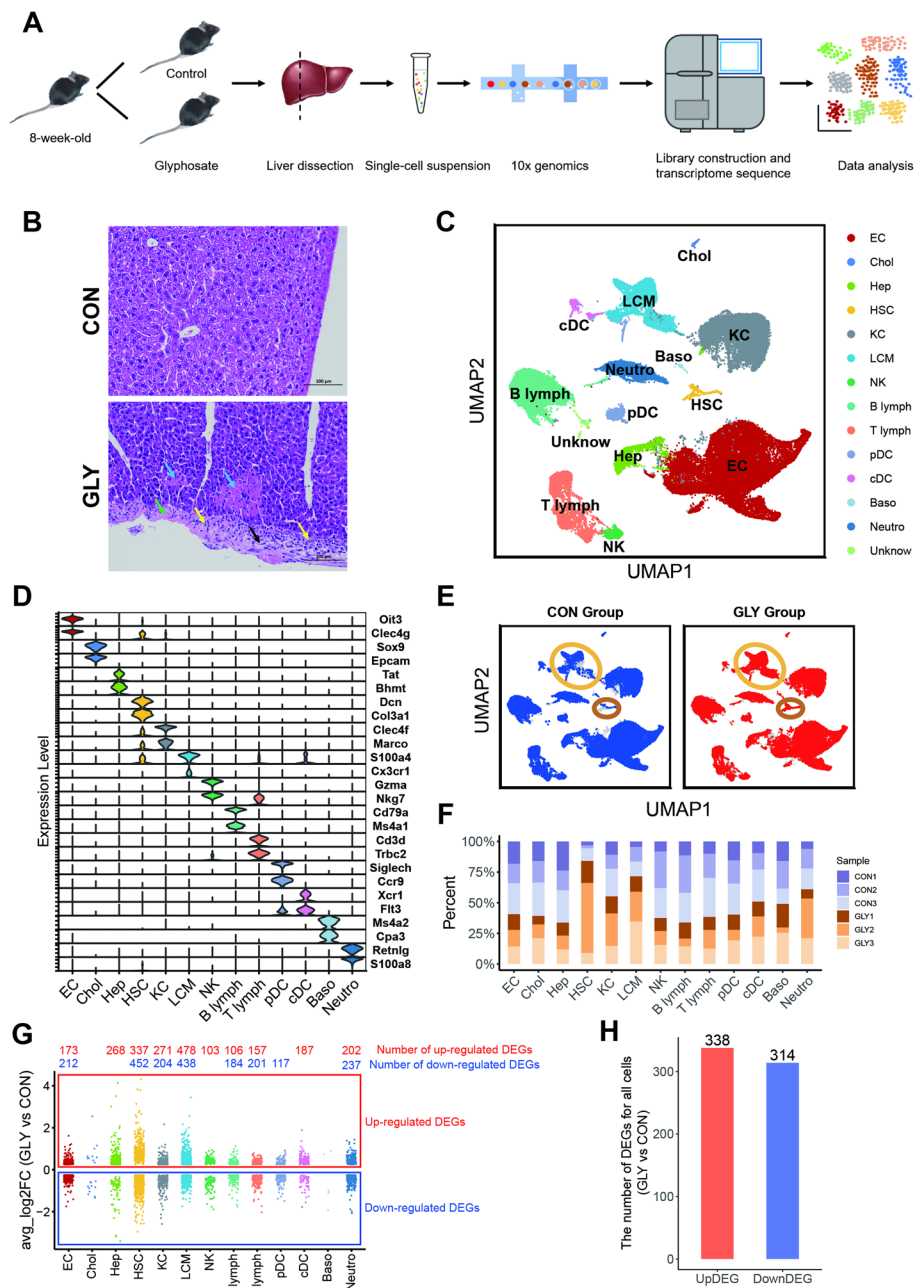 A
8-week-old
Control
Glyphosate
Liver dissection
Single-cell suspension
10x genomics
Library construction and
transcriptome sequence
Data analysis
B
CON
100 μm
GLY
C
UMAP2
Chol
LCM
cDC
KC
Baso
Neutro
B lymph
HSC
pDC
Unknow
Hep
EC
T lymph
NK
UMAP1
EC
Chol
Hep
HSC
KC
LCM
NK
B lymph
T lymph
pDC
cDC
Baso
Neutro
Unknow
D
Expression Level
Oit3
Clec4g
Sox9
Epcam
Tat
Bhmt
Dcn
Col3a1
Clec4f
Marco
S100a4
Cx3cr1
Gzma
Nkg7
Cd79a
Ms4a1
Cd3d
Trbc2
Siglech
Ccr9
Xcr1
Flt3
Ms4a2
Cpa3
Retnlg
S100a8
EC Chol Hep HSC KC LCM NK B lymph T lymph pDC cDC Baso Neutro
E
CON Group GLY Group
UMAP2
UMAP1
F
Percent
100%
75%
50%
25%
0%
EC Chol Hep HSC KC LCM NK B lymph T lymph pDC cDC Baso Neutro
Sample
CON1
CON2
CON3
GLY1
GLY2
GLY3
G
173 268 337 271 478 103 106 157 187 202 Number of up-regulated DEGs
212 452 204 438 184 201 117 237 Number of down-regulated DEGs
avg_log2FC (GLY vs CON)
4
2
0
−2
Up-regulated DEGs
Down-regulated DEGs
EC Chol Hep HSC KC LCM NK lymph lymph pDC cDC Baso Neutro
H
The number of DEGs for all cells
(GLY vs CON)
300
200
100
0
338
314
UpDEG DownDEG